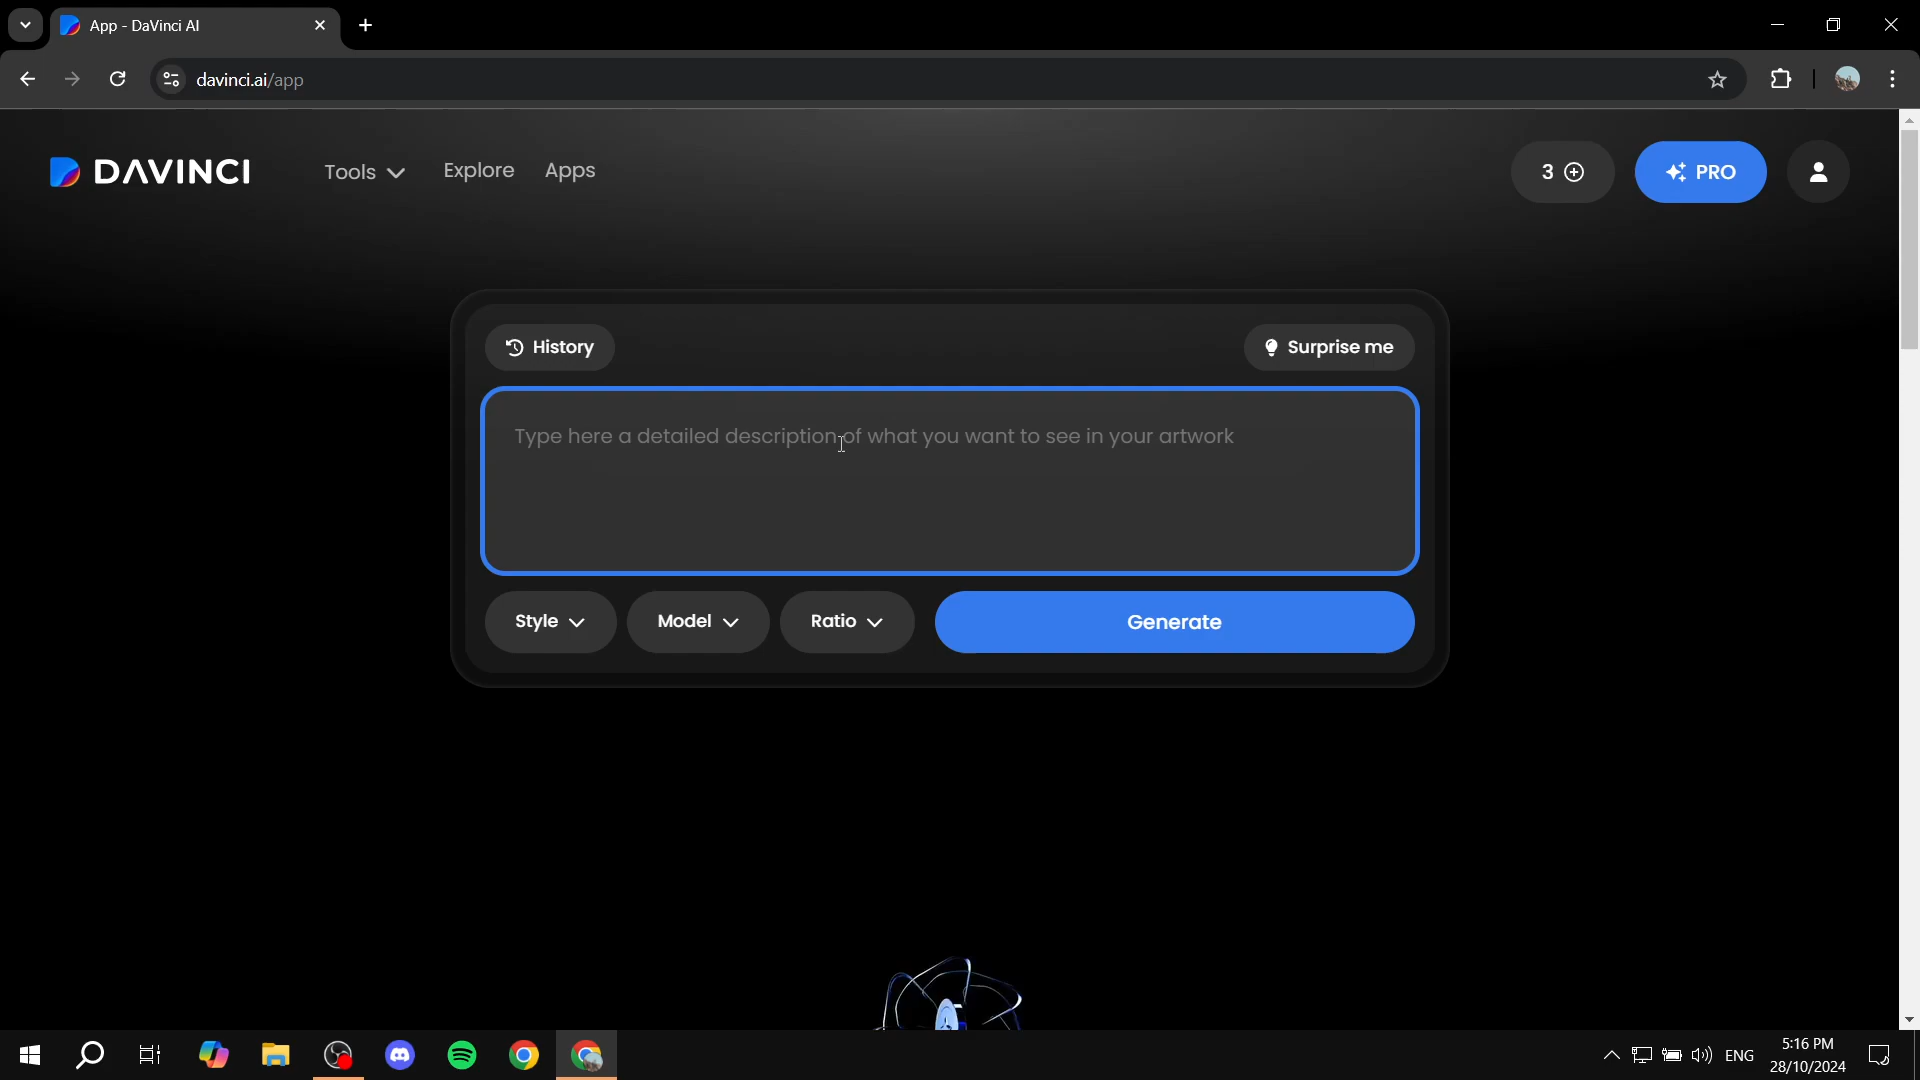 App - DaVinci AI
davinci.ai/app
DAVINCI
Tools
Explore
Apps
3
PRO
History
Surprise me
Type here a detailed description of what you want to see in your artwork
Style
Model
Ratio
Generate
ENG
5:16 PM
28/10/2024